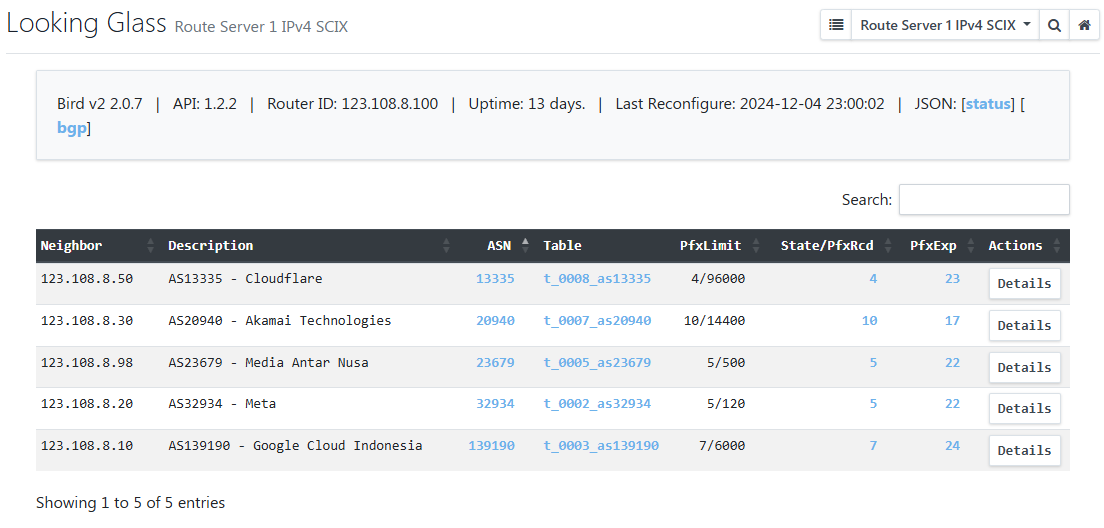 Looking Glass Route Server 1 IPv4 SCIX
Route Server 1 IPv4 SCIX
Bird v2 2.0.7 | API: 1.2.2 | Router ID: 123.108.8.100 | Uptime: 13 days. | Last Reconfigure: 2024-12-04 23:00:02 | JSON: [status] [
bgp]
Search:
Neighbor Description ASN Table PfxLimit State/PfxRcd PfxExp Actions
123.108.8.50 AS13335 - Cloudflare 13335 t_0008_as13335 4/96000 4 23 Details
123.108.8.30 AS20940 - Akamai Technologies 20940 t_0007_as20940 10/14400 10 17 Details
123.108.8.98 AS23679 - Media Antar Nusa 23679 t_0005_as23679 5/500 5 22 Details
123.108.8.20 AS32934 - Meta 32934 t_0002_as32934 5/120 5 22 Details
123.108.8.10 AS139190 - Google Cloud Indonesia 139190 t_0003_as139190 7/6000 7 24 Details
Showing 1 to 5 of 5 entries